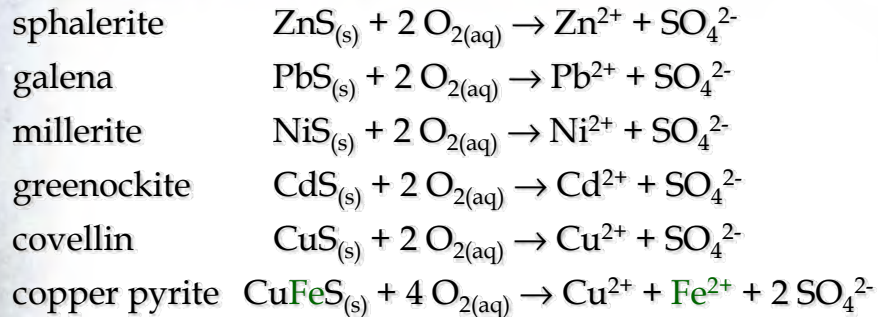 sphalerite ZnS(s) + 2 O2(aq) → Zn2+ + SO42-
galena PbS(s) + 2 O2(aq) → Pb2+ + SO42-
millerite NiS(s) + 2 O2(aq) → Ni2+ + SO42-
greenockite CdS(s) + 2 O2(aq) → Cd2+ + SO42-
covellin CuS(s) + 2 O2(aq) → Cu2+ + SO42-
copper pyrite CuFeS(s) + 4 O2(aq) → Cu2+ + Fe2+ + 2 SO42-